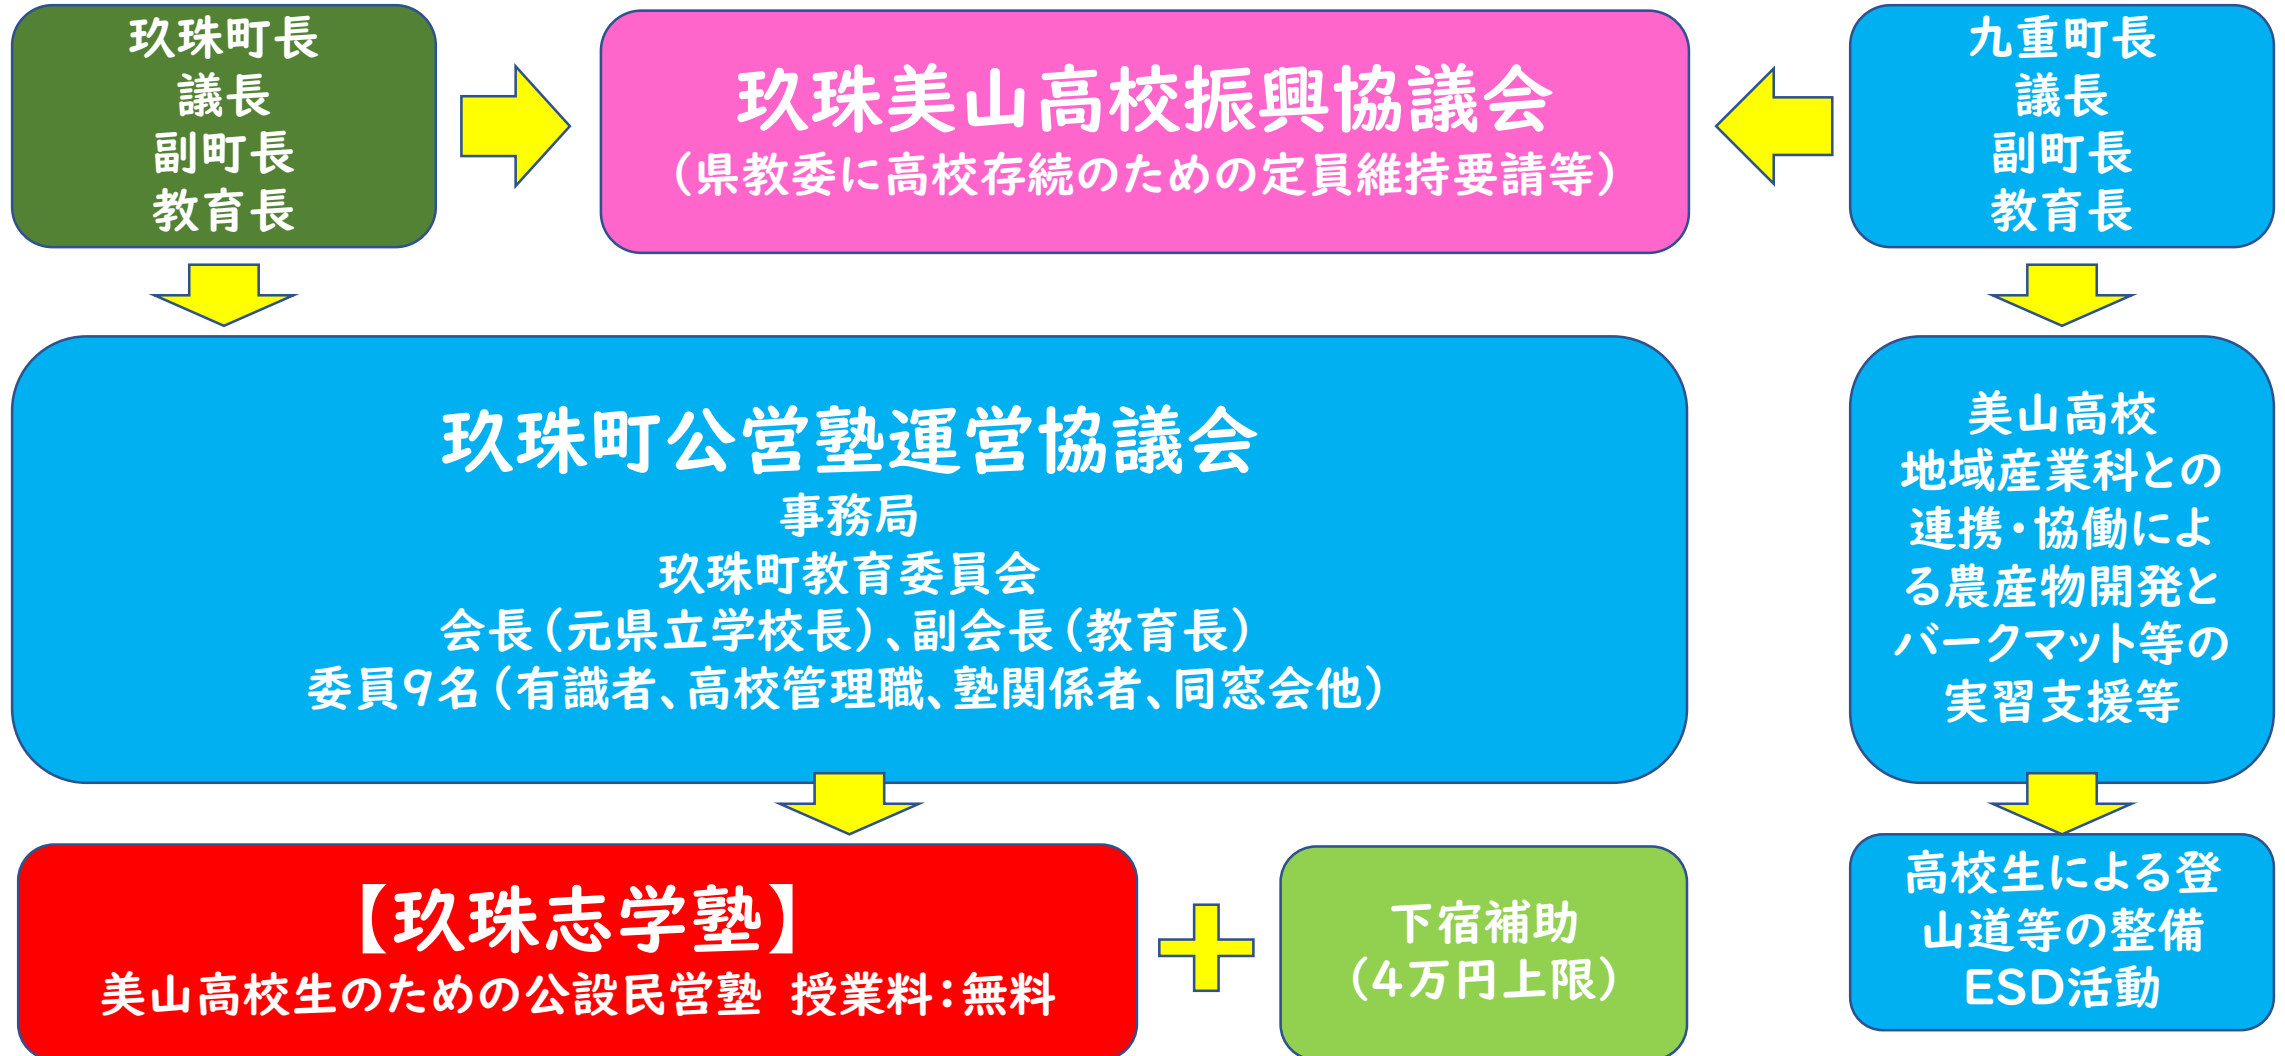 玖珠町長
議長
副町長
教育長
玖珠美山高校振興協議会
（県教委に高校存続のための定員維持要請等）
九重町長
議長
副町長
教育長
玖珠町公営塾運営協議会
事務局
玖珠町教育委員会
会長（元県立学校長）、副会長（教育長）
委員9名（有識者、高校管理職、塾関係者、同窓会他）
美山高校
地域産業科との
連携・協働によ
る農産物開発と
バークマット等の
実習支援等
【玖珠志学塾】
美山高校生のための公設民営塾 授業料：無料
下宿補助
（4万円上限）
高校生による登
山道等の整備
ESD活動